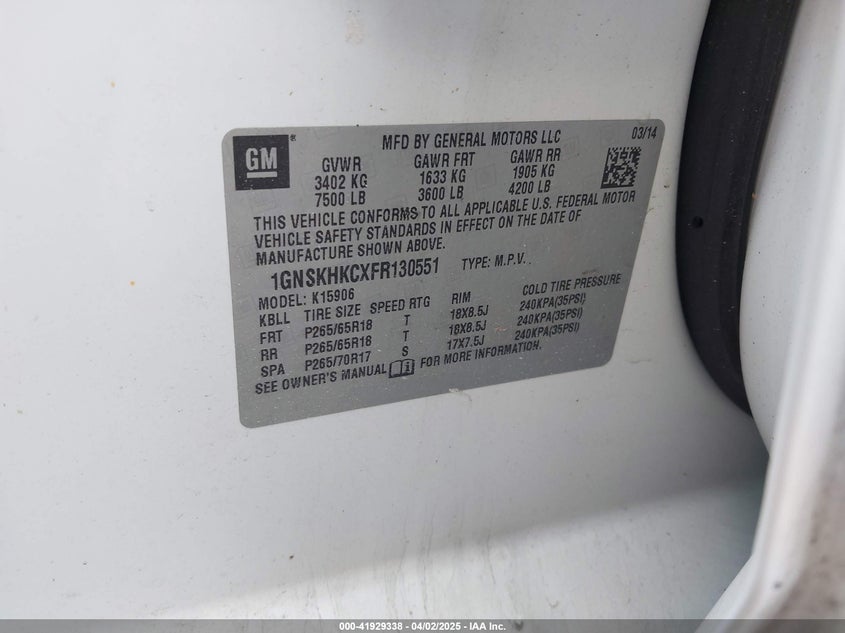 GM
®
MFD BY GENERAL MOTORS LLC 03/14
GVWR GAWR FRT GAWR RR
3402 KG 1633 KG 1905 KG
7500 LB 3600 LB 4200 LB
THIS VEHICLE CONFORMS TO ALL APPLICABLE U.S. FEDERAL MOTOR
VEHICLE SAFETY STANDARDS IN EFFECT ON THE DATE OF
MANUFACTURE SHOWN ABOVE.
1GNSKHKCXFR130551 TYPE: M.P.V.
MODEL: K15906
KBLL TIRE SIZE SPEED RTG RIM COLD TIRE PRESSURE
FRT P265/65R18 T 18X8.5J 240KPA(35PSI)
RR P265/65R18 T 18X8.5J 240KPA(35PSI)
SPA P265/70R17 S 17X7.5J 240KPA(35PSI)
SEE OWNER'S MANUAL FOR MORE INFORMATION.
000-41929338 - 04/02/2025 - IAA Inc.